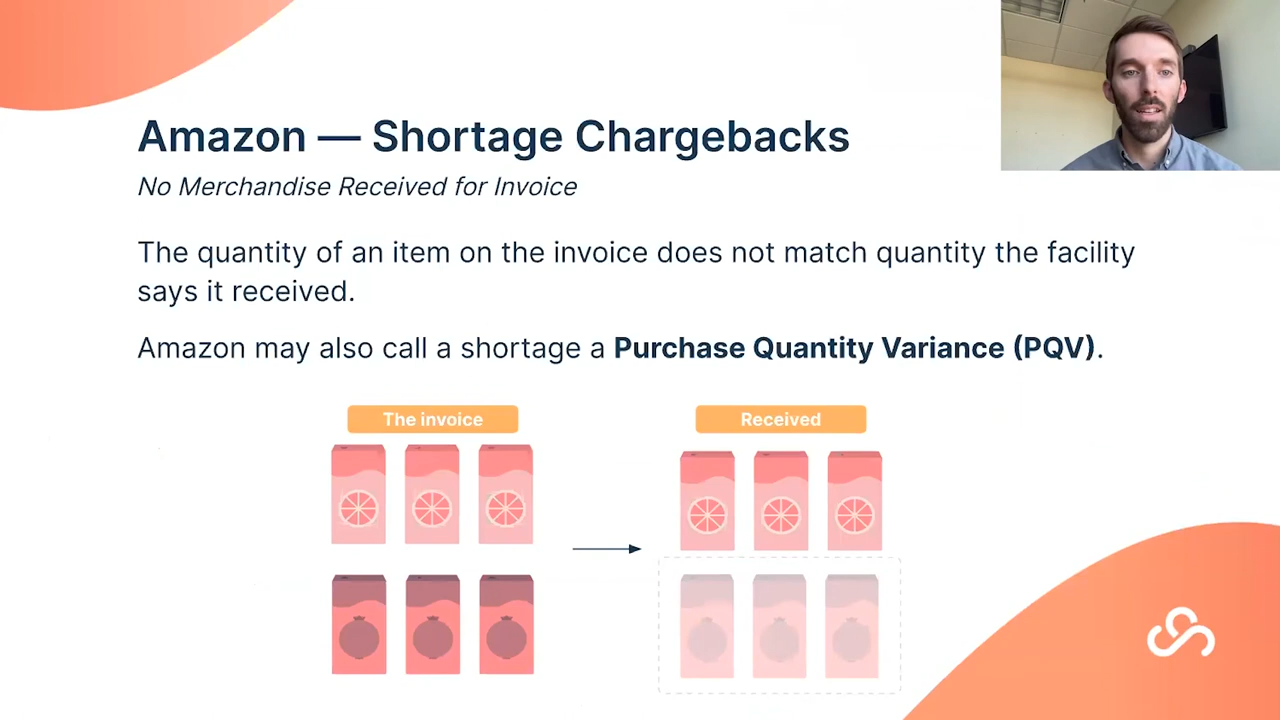 Amazon — Shortage Chargebacks
No Merchandise Received for Invoice
The quantity of an item on the invoice does not match quantity the facility
says it received.
Amazon may also call a shortage a Purchase Quantity Variance (PQV).
The invoice
Received